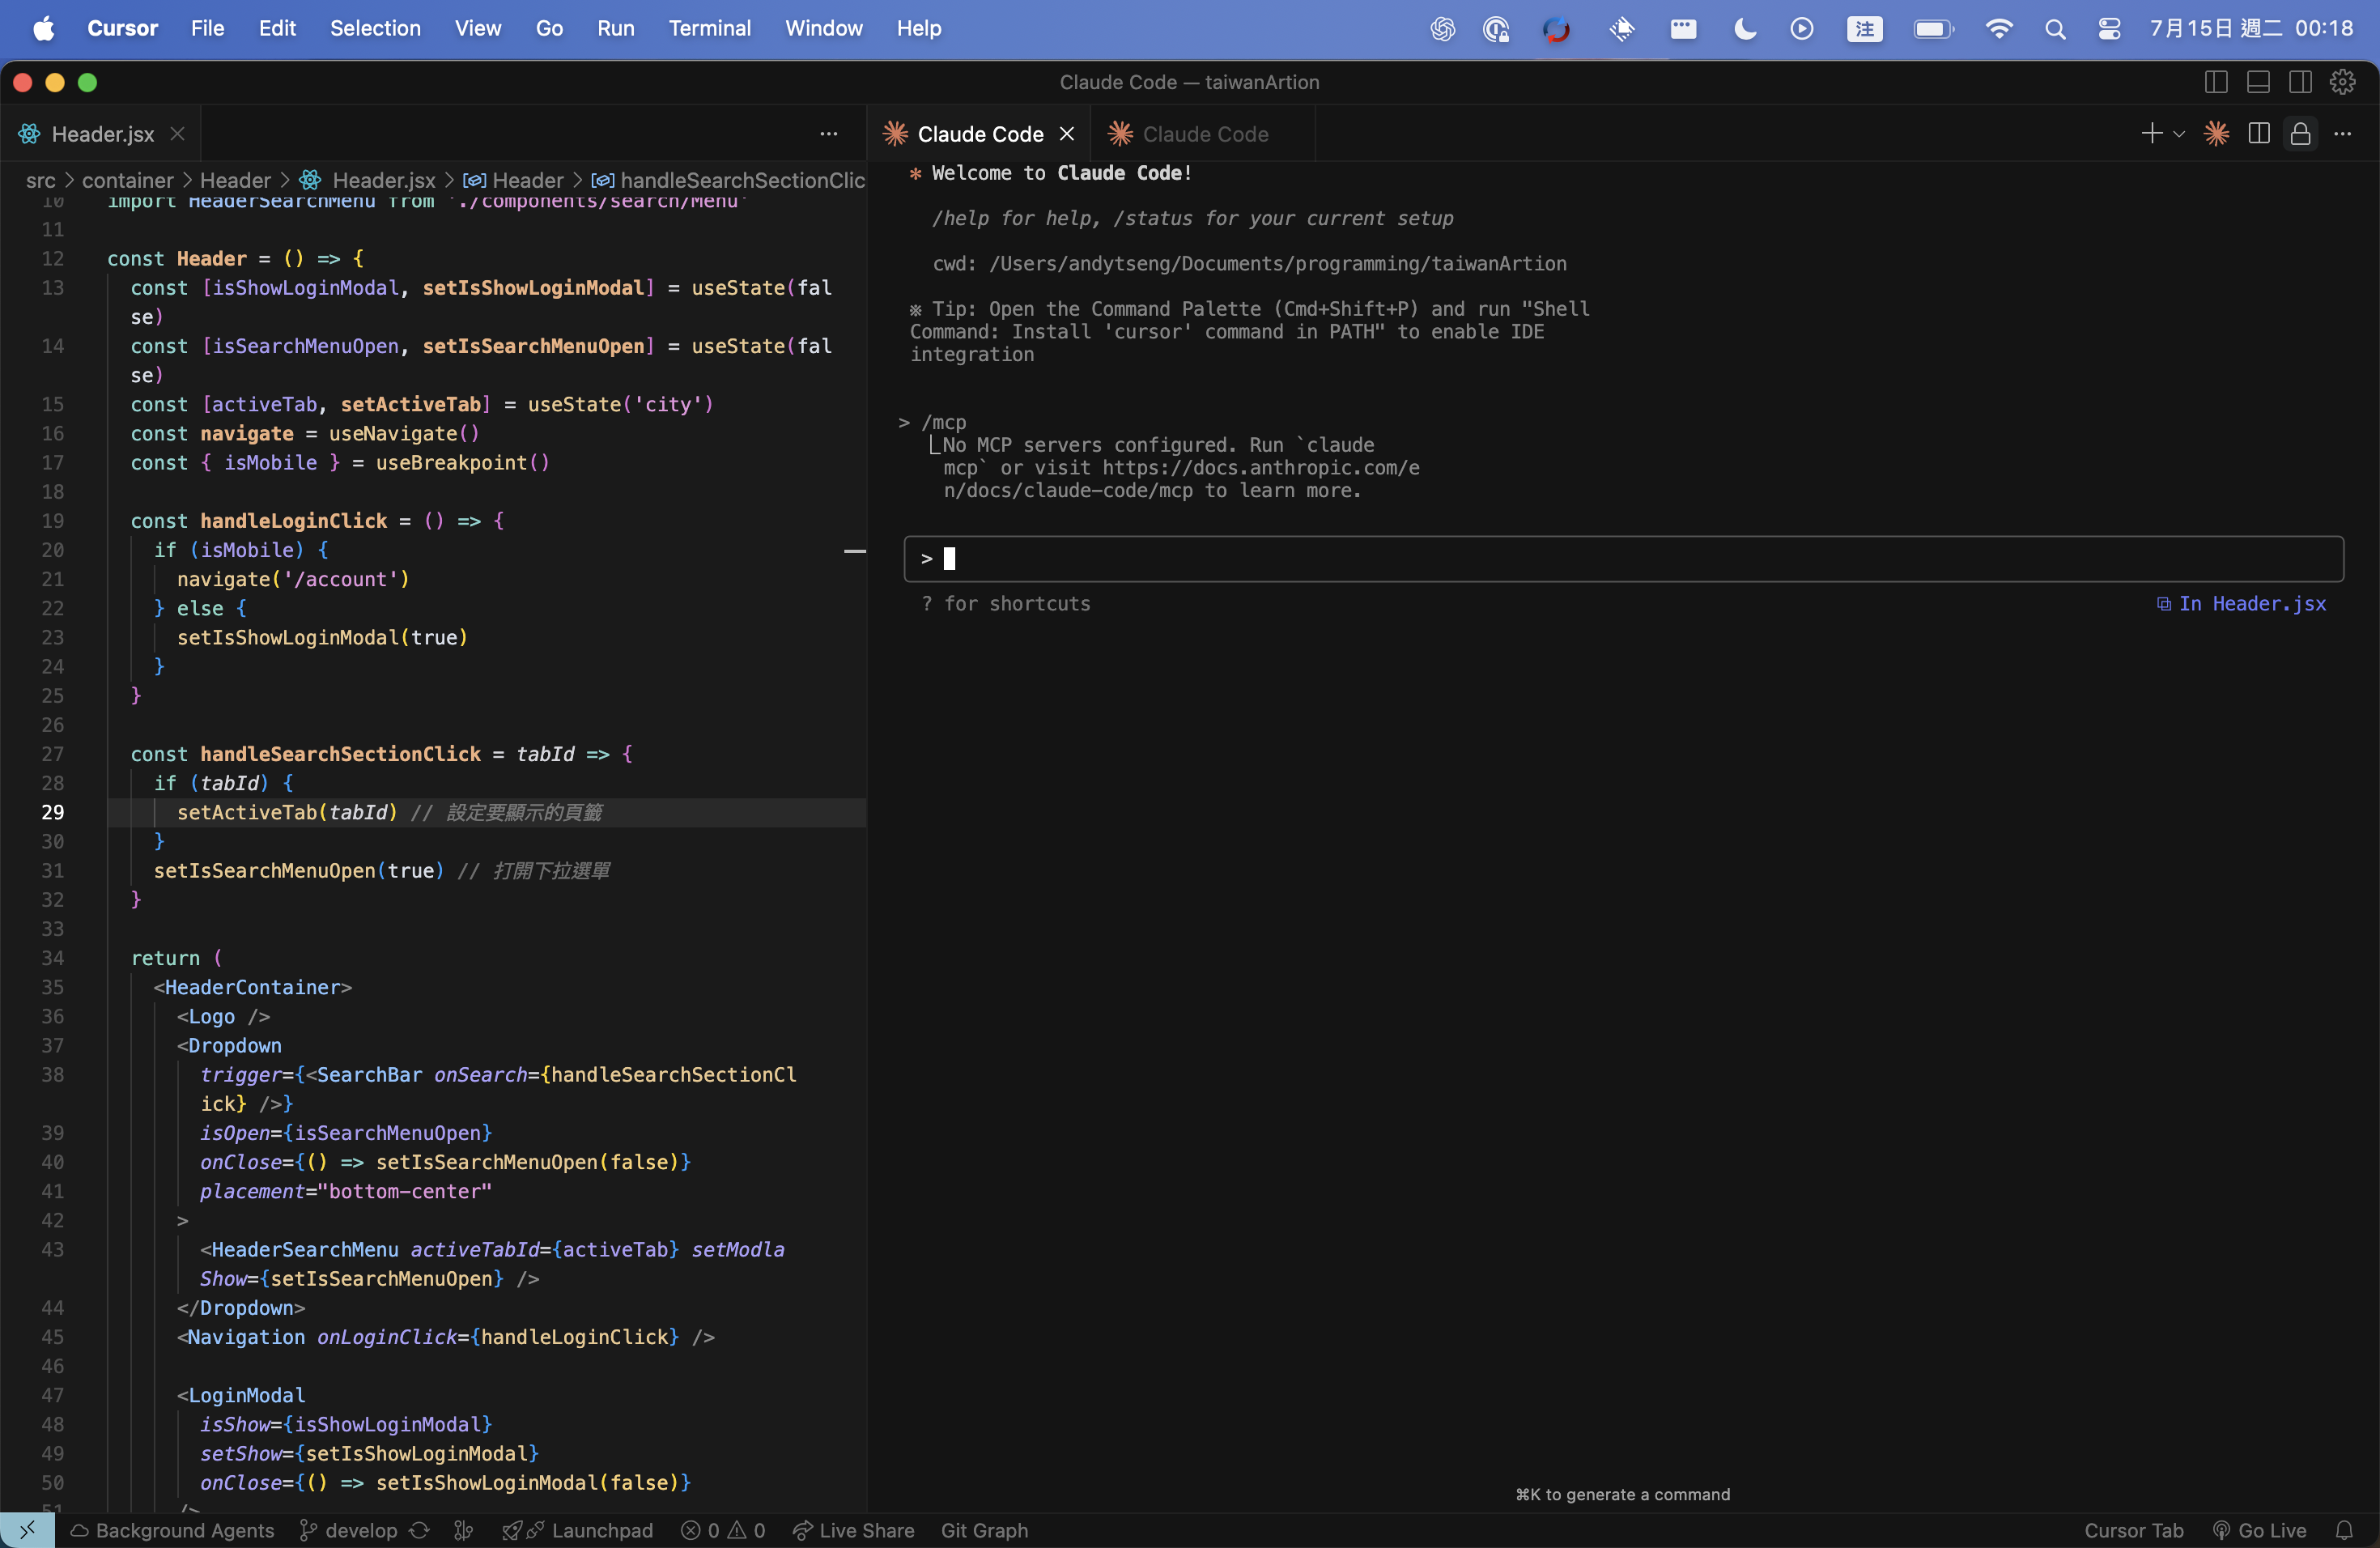 Cursor File Edit Selection View Go Run Terminal Window Help 注 7月15日 週二 00:18
Claude Code — taiwanArtion
Header.jsx
src > container > Header > Header.jsx > Header > handleSearchSectionClic
10 import HeaderSearchMenu from './components/search/Menu'
11
12 const Header = () => {
13 const [isShowLoginModal, setIsShowLoginModal] = useState(fal
se)
14 const [isSearchMenuOpen, setIsSearchMenuOpen] = useState(fal
se)
15 const [activeTab, setActiveTab] = useState('city')
16 const navigate = useNavigate()
17 const { isMobile } = useBreakpoint()
18
19 const handleLoginClick = () => {
20 if (isMobile) {
21 navigate('/account')
22 } else {
23 setIsShowLoginModal(true)
24 }
25 }
26
27 const handleSearchSectionClick = tabId => {
28 if (tabId) {
29 setActiveTab(tabId) // 設定要顯示的頁籤
30 }
31 setIsSearchMenuOpen(true) // 打開下拉選單
32 }
33
34 return (
35 <HeaderContainer>
36 <Logo />
37 <Dropdown
38 trigger={<SearchBar onSearch={handleSearchSectionCl
ick} />}
39 isOpen={isSearchMenuOpen}
40 onClose={() => setIsSearchMenuOpen(false)}
41 placement="bottom-center"
42 >
43 <HeaderSearchMenu activeTabId={activeTab} setModla
Show={setIsSearchMenuOpen} />
44 </Dropdown>
45 <Navigation onLoginClick={handleLoginClick} />
46
47 <LoginModal
48 isShow={isShowLoginModal}
49 setShow={setIsShowLoginModal}
50 onClose={() => setIsShowLoginModal(false)}
51 />
Claude Code Claude Code
* Welcome to Claude Code!
/help for help, /status for your current setup
cwd: /Users/andytseng/Documents/programming/taiwanArtion
※ Tip: Open the Command Palette (Cmd+Shift+P) and run "Shell
Command: Install 'cursor' command in PATH" to enable IDE
integration
> /mcp
⎿No MCP servers configured. Run `claude
mcp` or visit https://docs.anthropic.com/e
n/docs/claude-code/mcp to learn more.
>
? for shortcuts
⧉ In Header.jsx
⌘K to generate a command
Background Agents develop Launchpad 0 0 Live Share Git Graph Cursor Tab Go Live